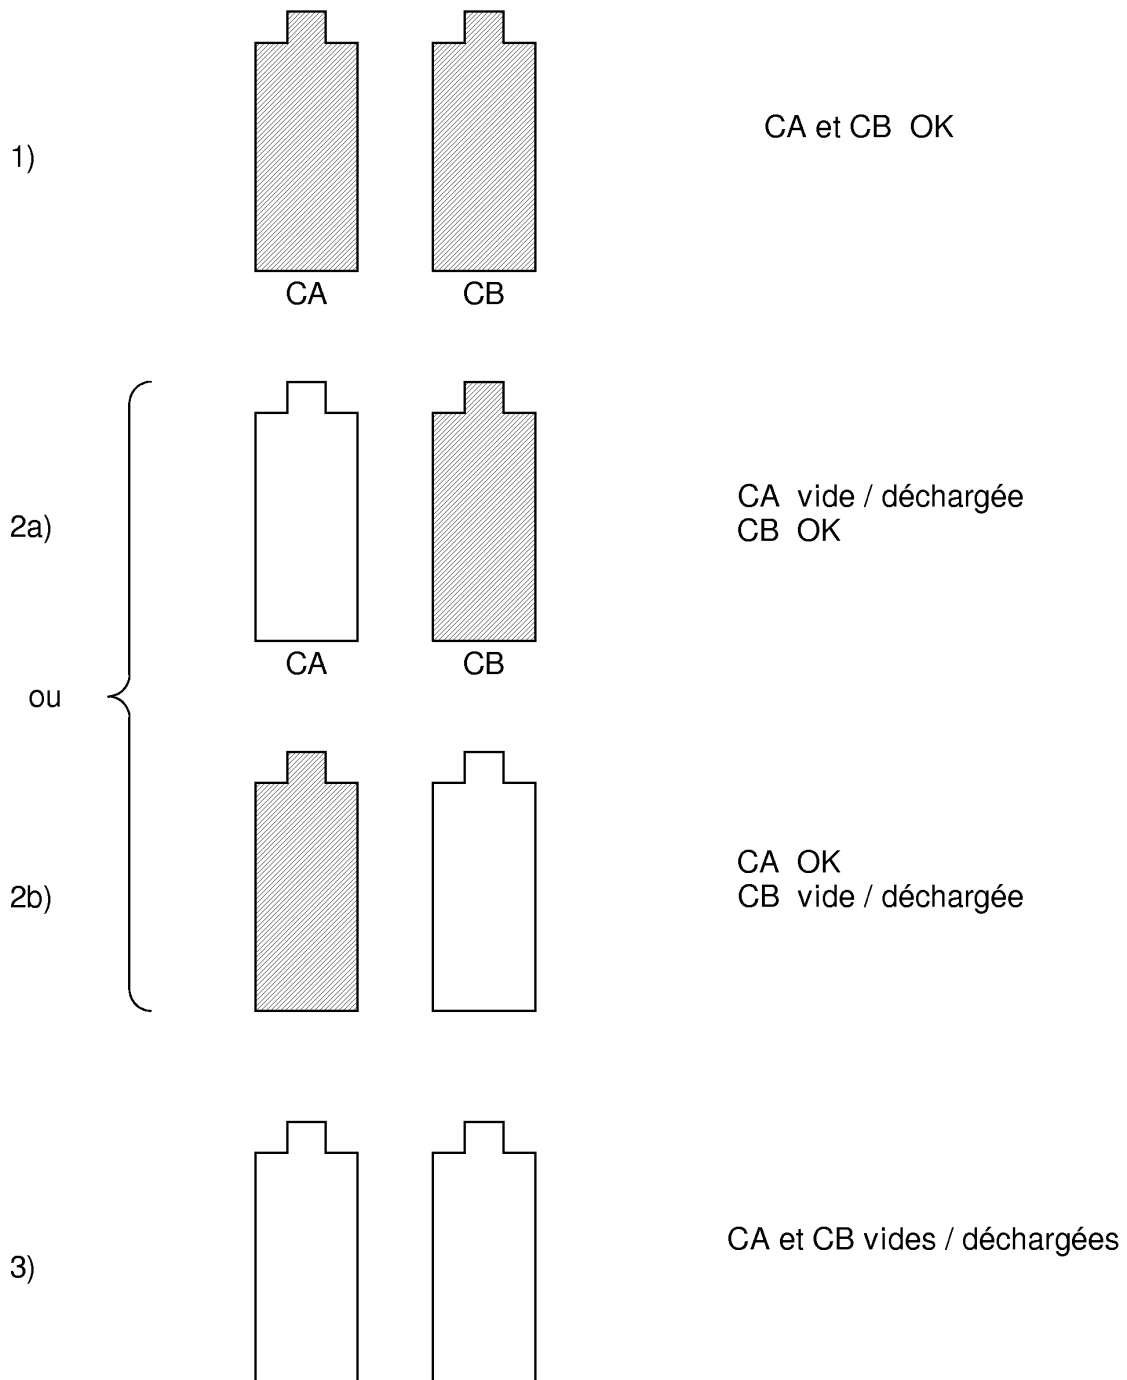 CA et CB OK
1)
CA CB
CA vide / déchargée
2a)
CB OK
CA CB
ou
CA OK
2b)
CB vide / déchargée
CA et CB vides / déchargées
3)